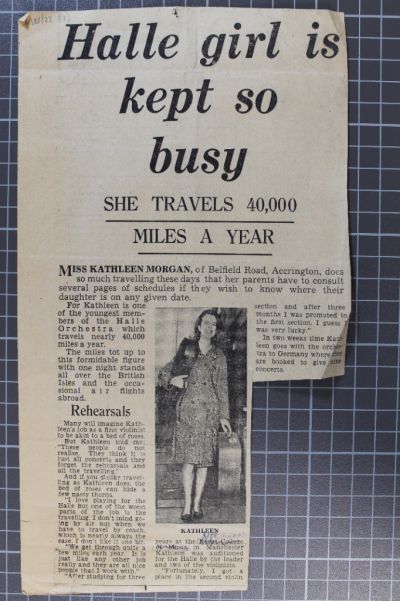 Halle girl is
kept so
busy
SHE TRAVELS 40,000
MILES A YEAR
MISS KATHLEEN MORGAN, of Belfield Road, Accrington, does
so much travelling these days that her parents have to consult
several pages of schedules if they wish to know where their
daughter is on any given date.
For Kathleen is one
of the youngest mem-
bers of the Halle
Orchestra which
travels nearly 40,000
miles a year.
The miles tot up to
this formidable figure
with one night stands
all over the British
Isles and the occa-
sional air flights
abroad.
Rehearsals
Many will imagine Kath-
leen's job as a first violinist
to be akin to a bed of roses.
But Kathleen told me:
"These people do not
realise. They think it is
just all concerts and they
forget the rehearsals and
all the travelling."
And if you dislike travel-
ling as Kathleen does, the
bed of roses can hide a
few nasty thorns.
"I love playing for the
Halle but one of the worst
parts of the job is the
travelling. I don't mind go-
ing by air but when we
have to travel by coach,
which is nearly always the
case, I don't like it one bit.
"We get through quite a
few miles each year. It is
just like any other job
really and they are all nice
people that I work with."
"After studying for three
KATHLEEN
years at the Royal College
of Music, in Manchester
Kathleen was auditioned
for the Halle by the leader
and two of the violinists.
"Fortunately, I got a
place in the second violin
section and after three
months I was promoted to
the first section. I guess I
was very lucky."
In two weeks time Kath-
leen goes with the orches-
tra to Germany where
are booked to give
concerts.